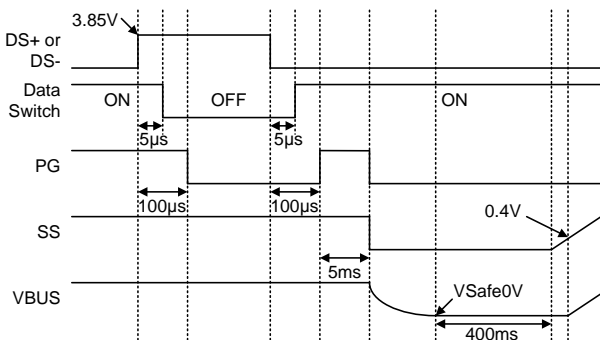 3.85V
DS+ or
DS-
Data
Switch
ON
OFF
ON
5µs
5µs
PG
100µs
100µs
0.4V
SS
5ms
VSafe0V
VBUS
400ms